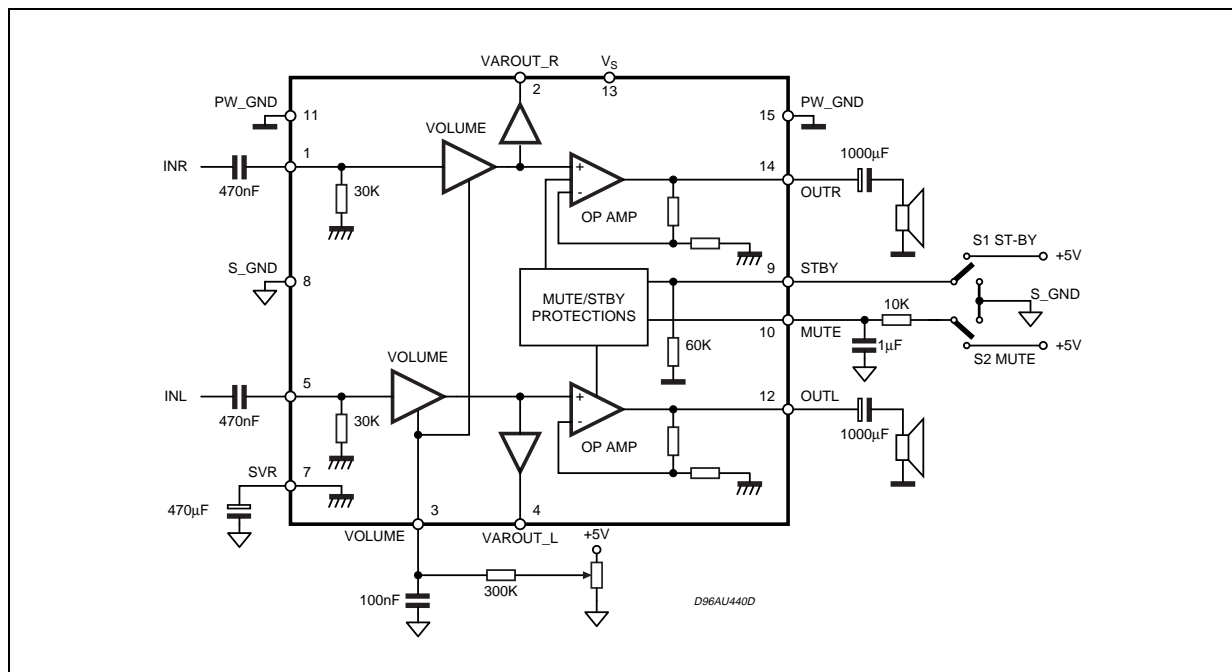 VAROUT_R
VS
2
13
PW_GND
11
15
PW_GND
VOLUME
INR
470nF
1
30K
+
-
OP AMP
14
OUTR
1000µF
S_GND
8
MUTE/STBY
PROTECTIONS
9
STBY
S1 ST-BY
+5V
S_GND
10
MUTE
60K
10K
1µF
S2 MUTE
+5V
VOLUME
INL
470nF
5
30K
+
-
OP AMP
12
OUTL
1000µF
SVR
7
470µF
3
VOLUME
4
VAROUT_L
+5V
300K
100nF
D96AU440D